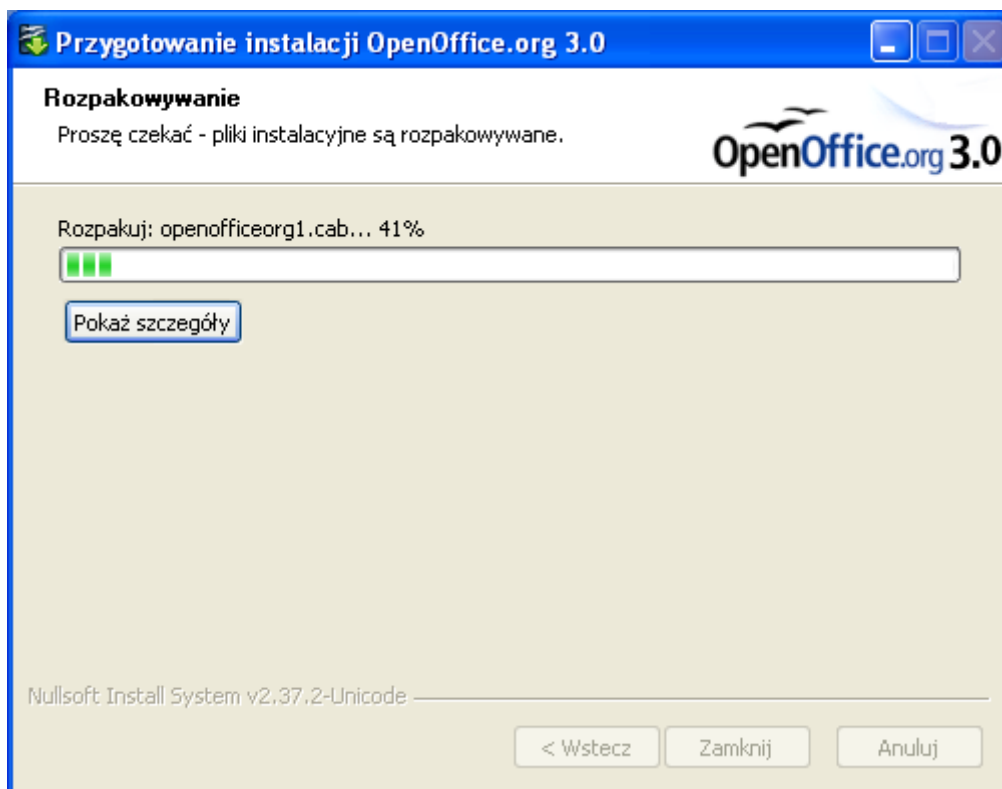 Przygotowanie instalacji OpenOffice.org 3.0
Rozpakowywanie
Proszę czekać - pliki instalacyjne są rozpakowywane.
OpenOffice.org 3.0
Rozpakuj: openofficeorg1.cab... 41%
Pokaż szczegóły
Nullsoft Install System v2.37.2-Unicode
< Wstecz
Zamknij
Anuluj